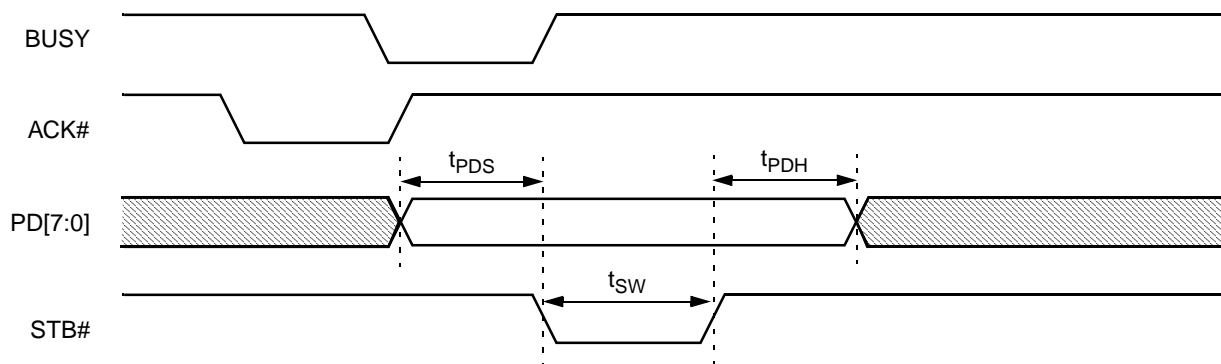 BUSY
ACK#
tPDS
tPDH
PD[7:0]
tSW
STB#